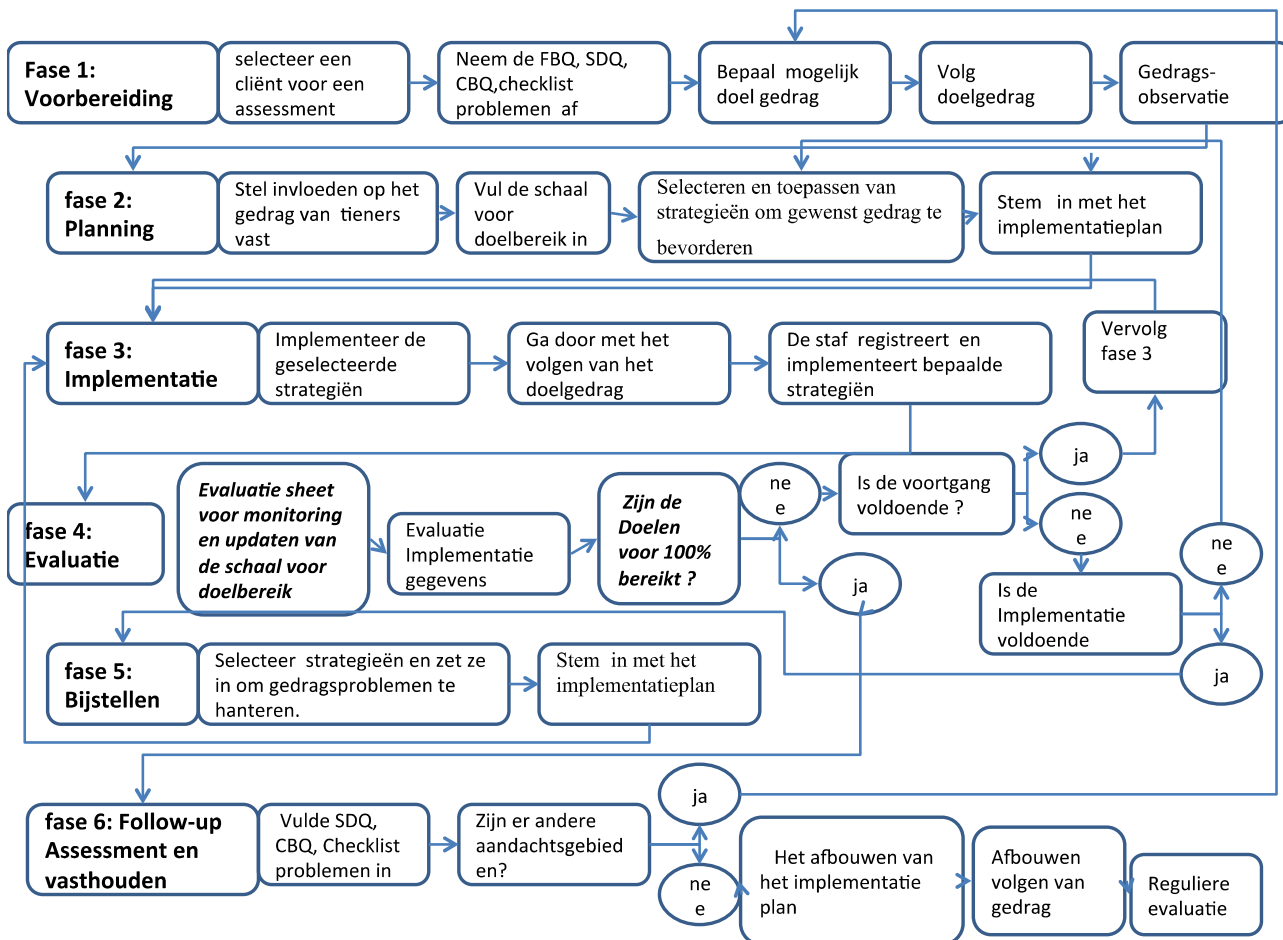 Fase 1:
Voorbereiding
selecteer een
cliënt voor een
assessment
Neem de FBQ, SDQ,
CBQ,checklist
problemen af
Bepaal mogelijk
doel gedrag
Volg
doelgedrag
Gedrags-
observatie
fase 2:
Planning
Stel invloeden op het
gedrag van tieners
vast
Vul de schaal
voor
doelbereik in
Selecteren en toepassen van
strategieën om gewenst gedrag te
bevorderen
Stem in met het
implementatieplan
fase 3:
Implementatie
Implementeer de
geselecteerde
strategiën
Ga door met het
volgen van het
doelgedrag
De staf registreert en
implementeert bepaalde
strategiën
Vervolg
fase 3
fase 4:
Evaluatie
Evaluatie sheet
voor monitoring
en updaten van
de schaal voor
doelbereik
Evaluatie
Implementatie
gegevens
Zijn de
Doelen
voor 100%
bereikt ?
ne
e
ja
Is de voortgang
voldoende ?
ja
ne
e
Is de
Implementatie
voldoende
ne
e
ja
fase 5:
Bijstellen
Selecteer strategieën en zet ze
in om gedragsproblemen te
hanteren.
Stem in met het
implementatieplan
fase 6: Follow-up
Assessment en
vasthouden
Vulde SDQ,
CBQ, Checklist
problemen in
Zijn er andere
aandachtsgebied
en?
ja
ne
e
Het afbouwen van
het implementatie
plan
Afbouwen
volgen van
gedrag
Reguliere
evaluatie